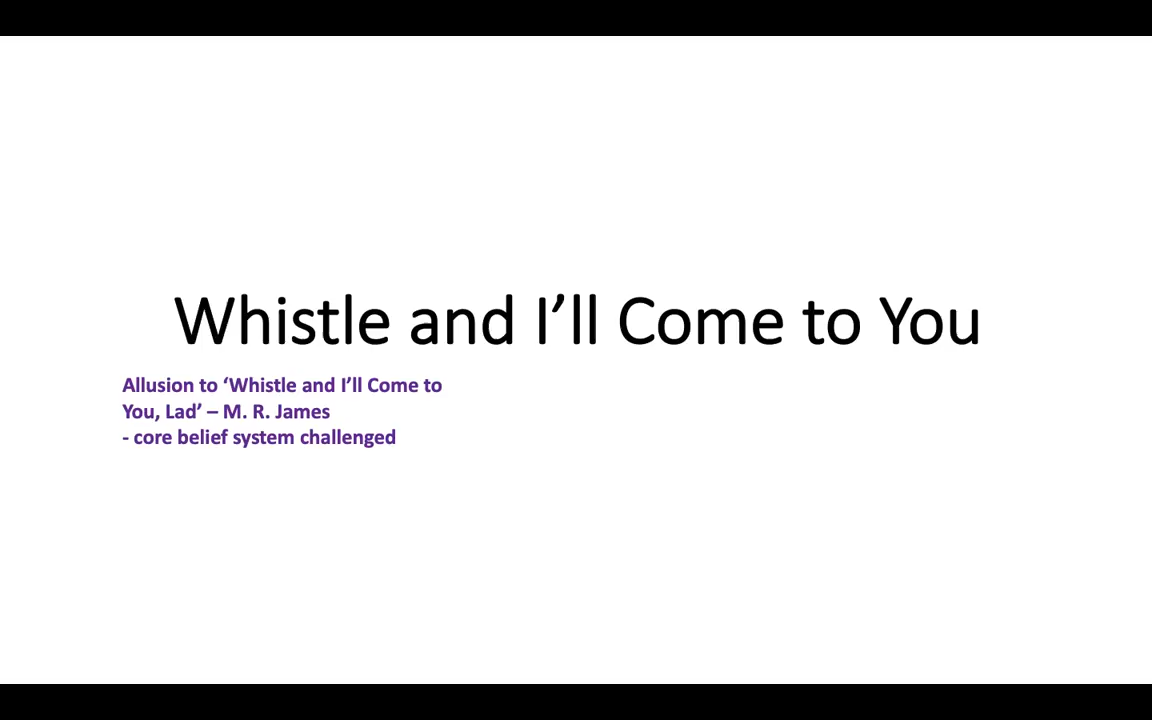 Whistle and I’ll Come to You
Allusion to ‘Whistle and I’ll Come to
You, Lad’ – M. R. James
- core belief system challenged